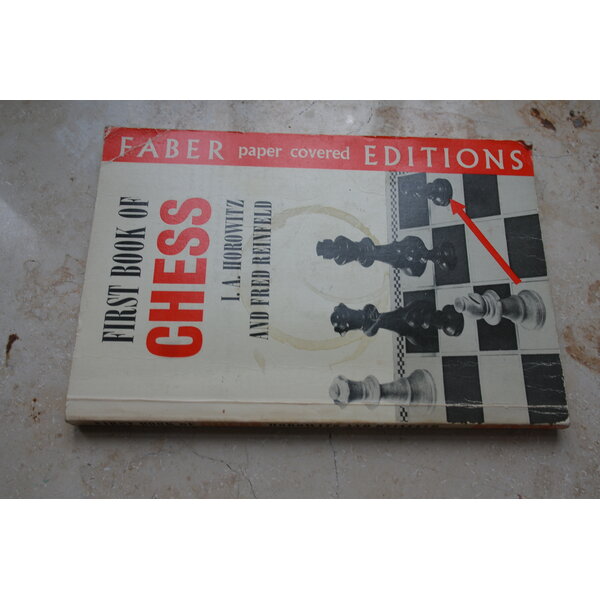 FABER paper covered EDITIONS
FIRST BOOK OF
CHESS
I. A. HOROWITZ
AND FRED REINFELD